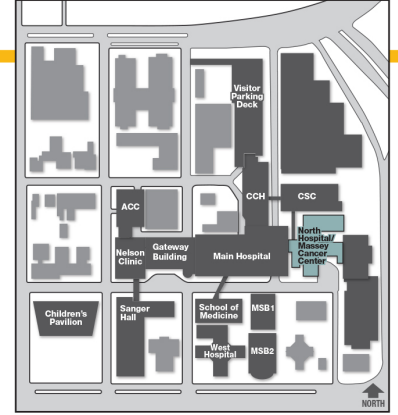 Visitor
Parking
Deck
CCH
CSC
ACC
North
Hospital/
Massey
Cancer
Center
Nelson
Clinic
Gateway
Building
Main Hospital
Children's
Pavilion
Sanger
Hall
School of
Medicine
MSB1
West
Hospital
MSB2
NORTH